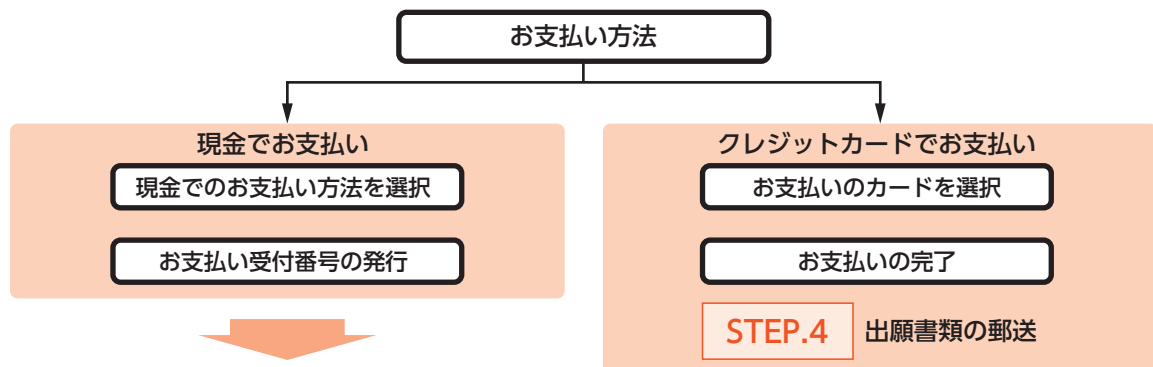 お支払い方法
現金でお支払い
現金でのお支払い方法を選択
お支払い受付番号の発行
クレジットカードでお支払い
お支払いのカードを選択
お支払いの完了
STEP.4 出願書類の郵送